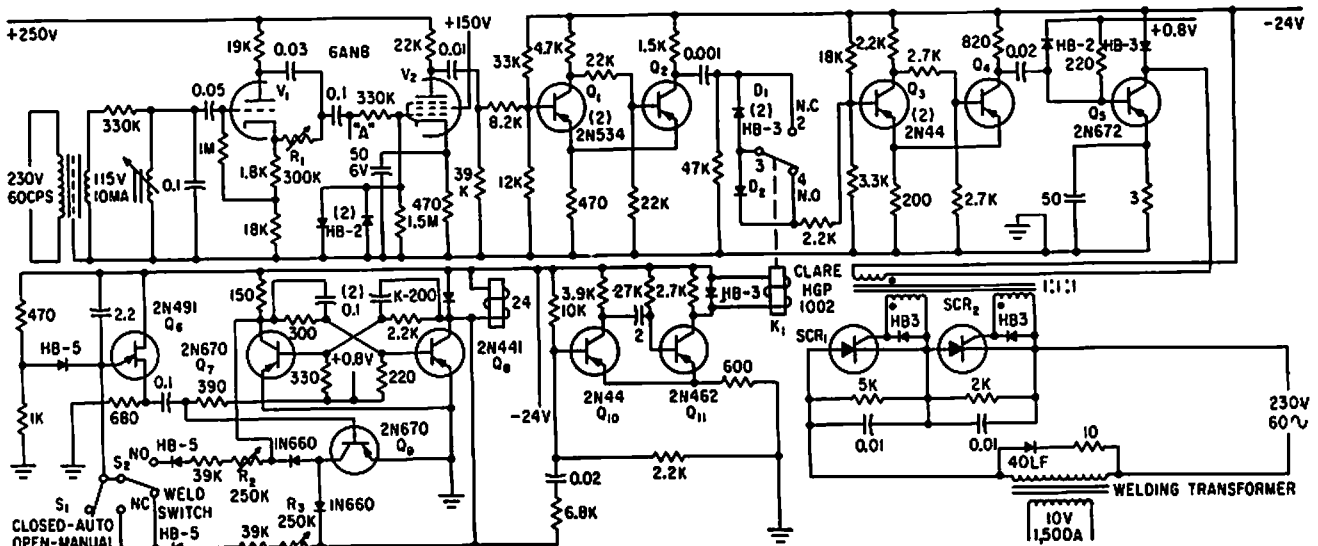 +250V
19K
0.03
6AN8
22K
0.01
+150V
4.7K
1.5K
0.001
2.2K
820
0.02
HB-2
HB-3
+0.8V
-24V
33K
22K
Q2
18K
2.7K
Q4
220
0.05
V1
0.1
330K
V2
Q1
D1
(2)
HB-3
N.C
2
Q3
Q5
330K
"A"
8.2K
(2)
2N534
(2)
2N44
2N672
230V
60CPS
115V
10MA
1M
R1
300K
1.8K
0.1
50
6V
39
K
12K
47K
3
4
N.O
3.3K
2.7K
50
3
18K
(2)
HB-2
470
1.5M
470
22K
D2
200
2.2K
470
2.2
2N491
Q6
150
(2)
0.1
K-200
24
3.9K
10K
27K
2.7K
HB-3
CLARE
HGP
1002
K1
1:1:1
SCR2
HB-5
2N670
Q7
300
2.2K
2
SCR1
HB3
HB3
+0.8V
2N441
Q8
1K
680
0.1
390
330
220
-24V
2N44
Q10
2N462
Q11
600
5K
2K
230V
60~
S2
NO
HB-5
39K
R2
250K
1N660
2N670
Q9
0.01
0.01
10
40LF
S1
NC
WELD
SWITCH
R3
250K
1N660
0.02
2.2K
WELDING TRANSFORMER
CLOSED-AUTO
OPEN-MANUAL
HB-5
39K
6.8K
10V
1,500A